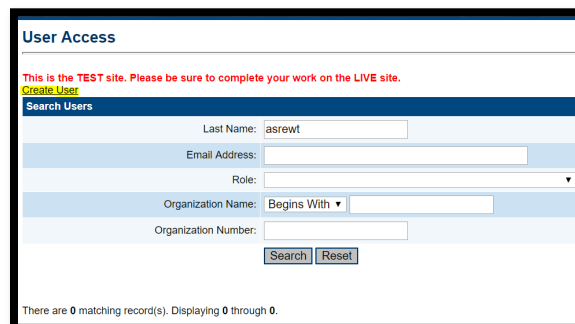 User Access
This is the TEST site. Please be sure to complete your work on the LIVE site.
Create User
Search Users
Last Name: asrewt
Email Address:
Role:
Organization Name: Begins With
Organization Number:
Search Reset
There are 0 matching record(s). Displaying 0 through 0.